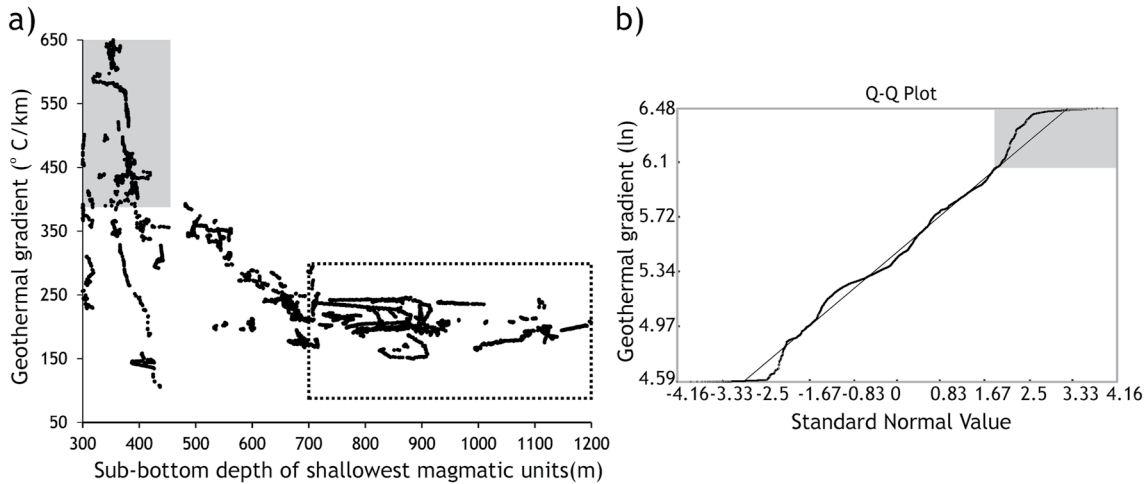 a)
650
550
450
350
250
150
50
300 400 500 600 700 800 900 1000 1100 1200
Geothermal gradient (° C/km)
Sub-bottom depth of shallowest magmatic units(m)
b)
Q-Q Plot
6.48
6.1
5.72
5.34
4.97
4.59
-4.16 -3.33 -2.5 -1.67 -0.83 0 0.83 1.67 2.5 3.33 4.16
Geothermal gradient (ln)
Standard Normal Value